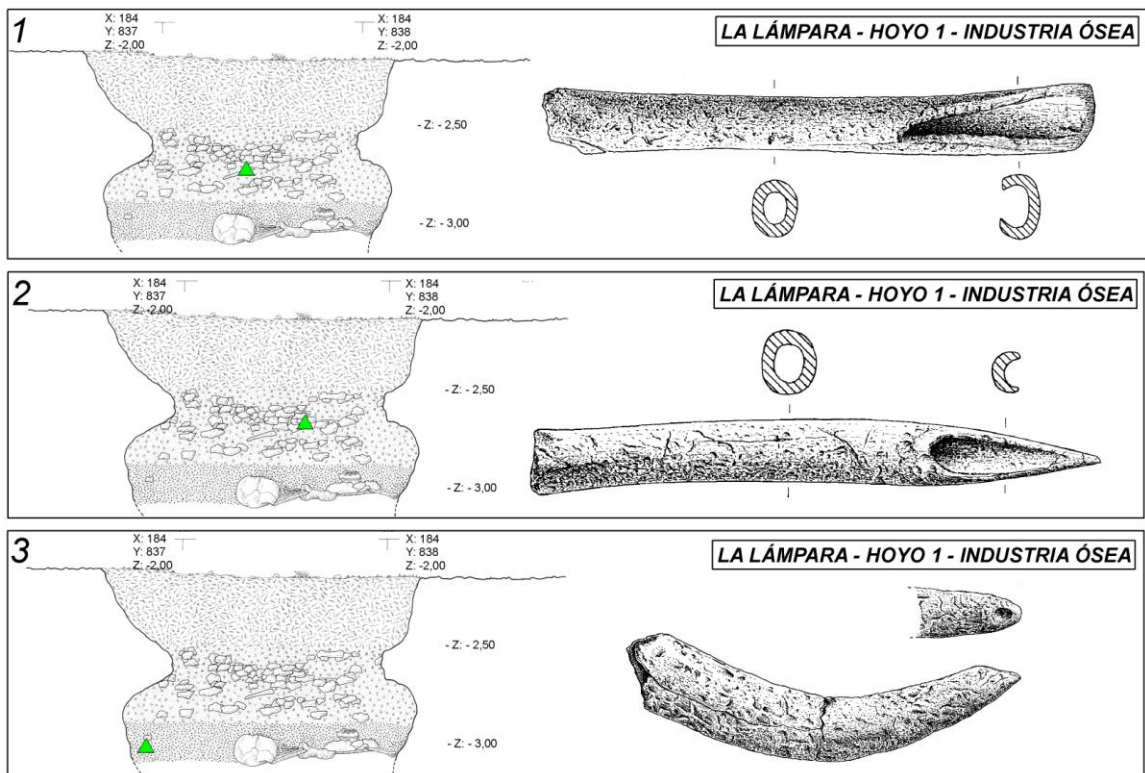 1
X: 184
Y: 837
Z: -2,00
X: 184
Y: 838
Z: -2,00
- Z: - 2,50
- Z: - 3,00
LA LÁMPARA - HOYO 1 - INDUSTRIA ÓSEA
2
X: 184
Y: 837
Z: -2,00
X: 184
Y: 838
Z: -2,00
- Z: - 2,50
- Z: - 3,00
LA LÁMPARA - HOYO 1 - INDUSTRIA ÓSEA
3
X: 184
Y: 837
Z: -2,00
X: 184
Y: 838
Z: -2,00
- Z: - 2,50
- Z: - 3,00
LA LÁMPARA - HOYO 1 - INDUSTRIA ÓSEA